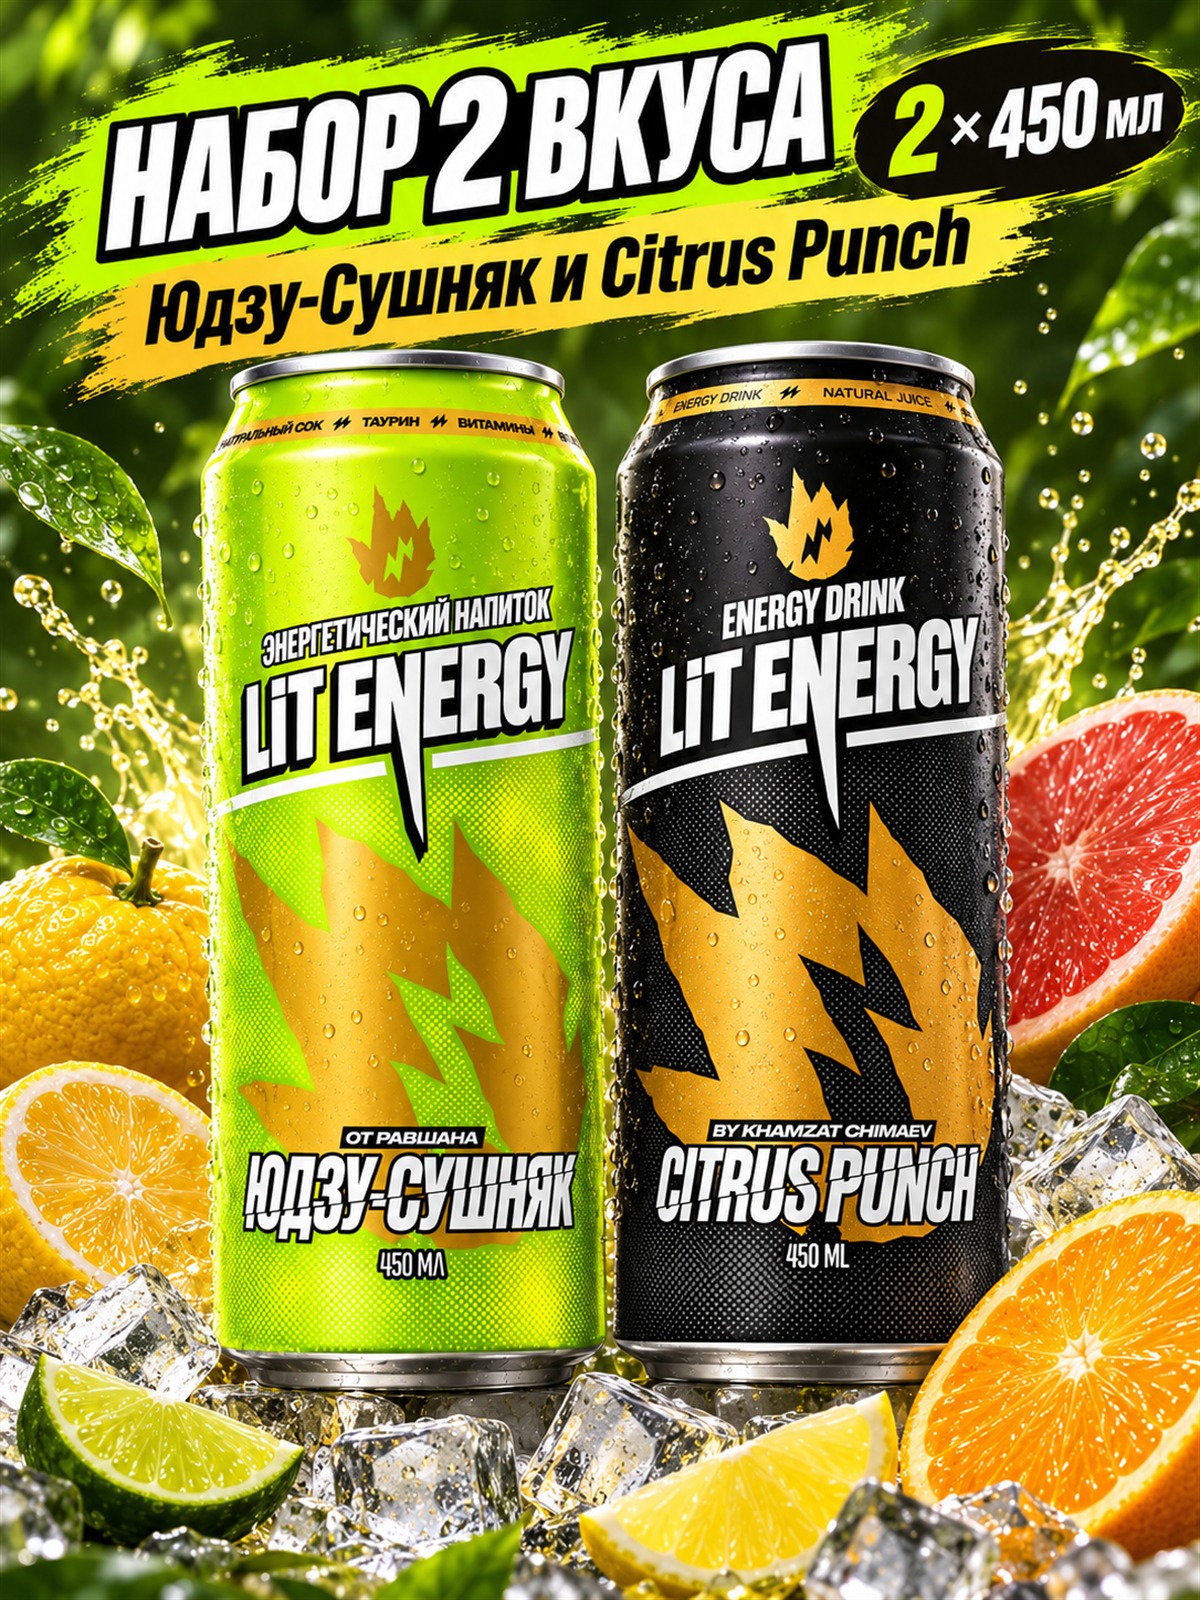 НАБОР 2 ВКУСА
2 × 450 мл
Юдзу-Сушняк и Citrus Punch
НАТУРАЛЬНЫЙ СОК ТАУРИН ВИТАМИНЫ
ЭНЕРГЕТИЧЕСКИЙ НАПИТОК
LiT ENERGY
ОТ РАВШАНА
ЮДЗУ-СУШНЯК
450 МЛ
ENERGY DRINK NATURAL JUICE
ENERGY DRINK
LiT ENERGY
BY KHAMZAT CHIMAEV
CITRUS PUNCH
450 ML